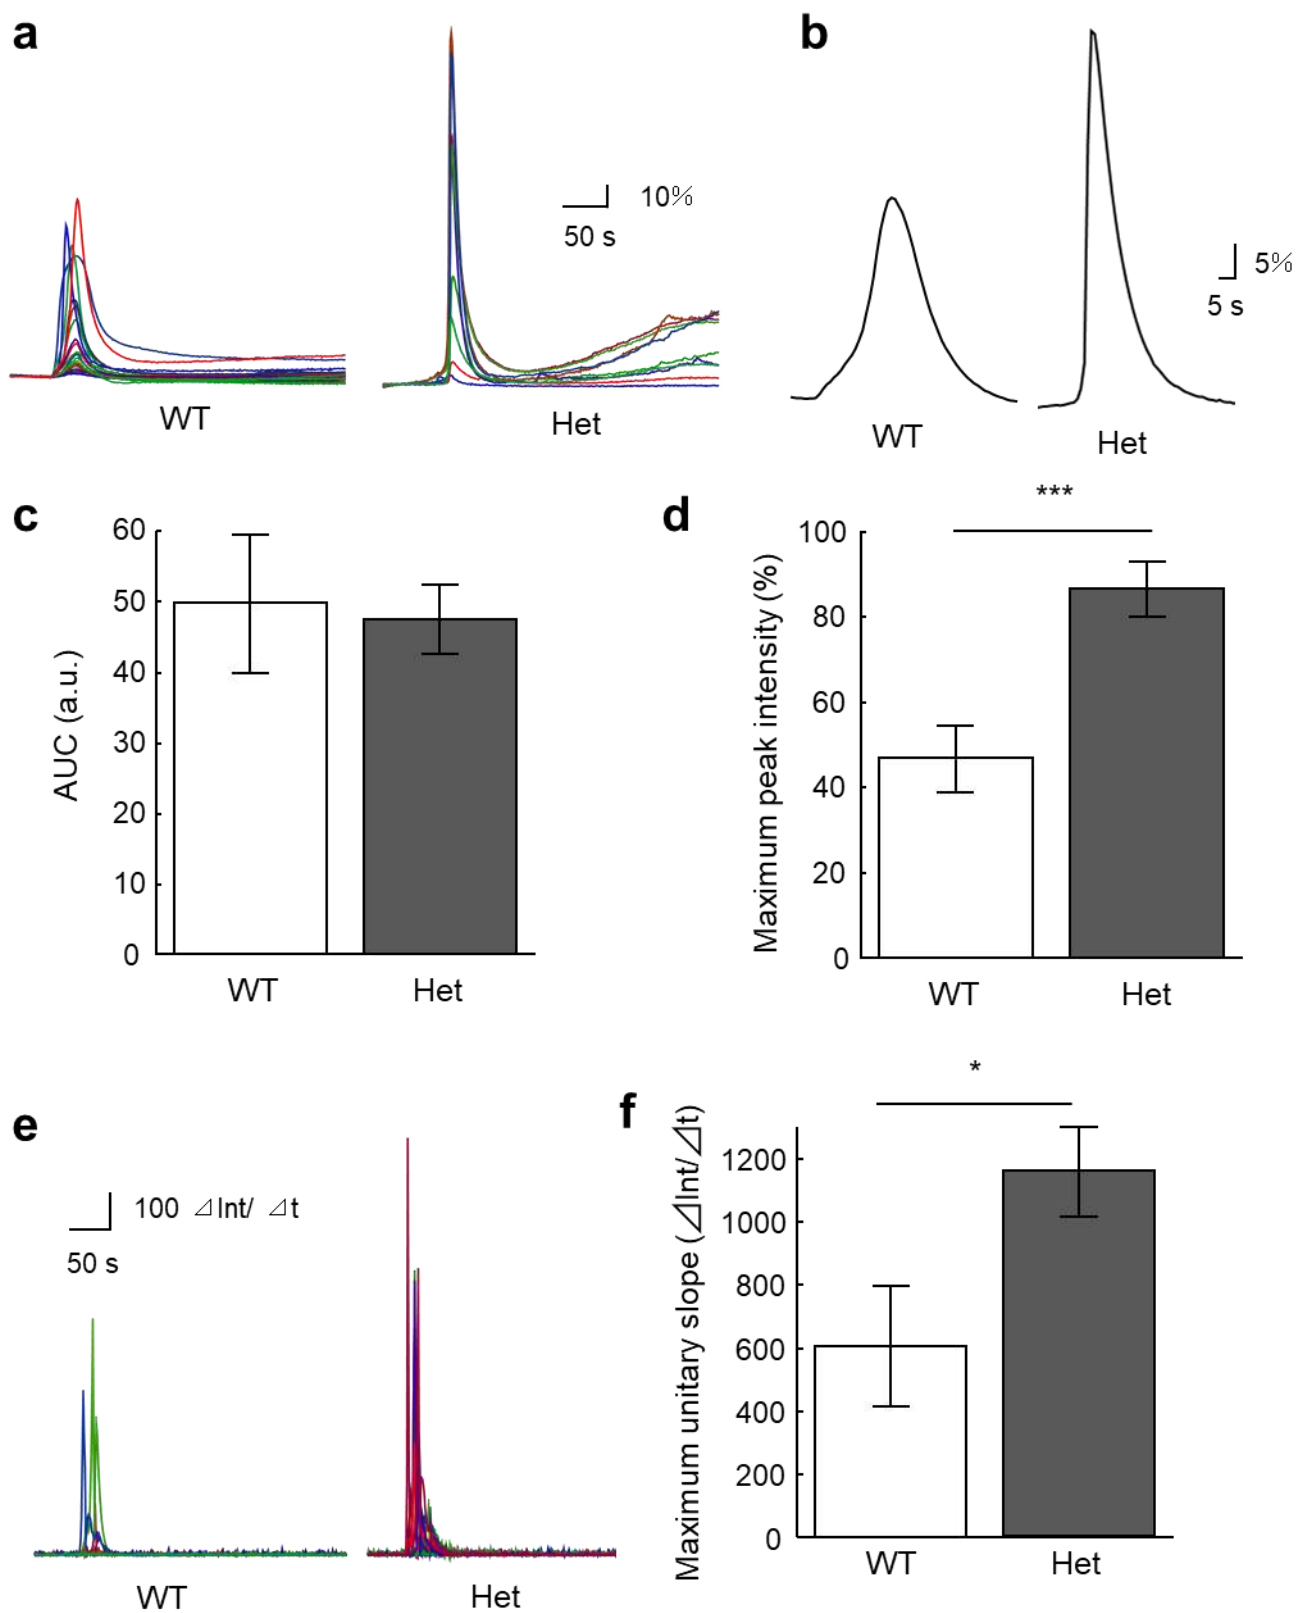 a
10%
50 s
WT
Het
b
5%
5 s
WT
Het
c
AUC (a.u.)
60
50
40
30
20
10
0
WT
Het
d
***
Maximum peak intensity (%)
100
80
60
40
20
0
WT
Het
e
100 ⊿Int/ ⊿t
50 s
WT
Het
f
*
Maximum unitary slope (⊿Int/⊿t)
1200
1000
800
600
400
200
0
WT
Het